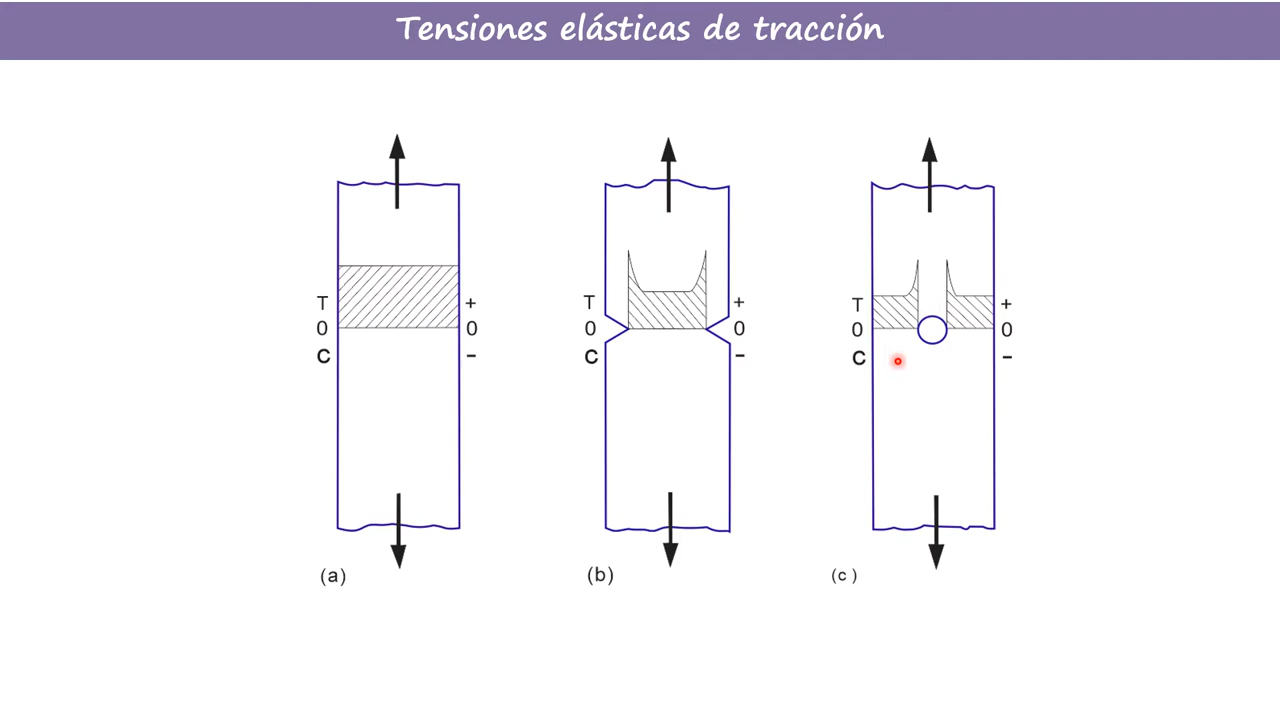 Tensiones elásticas de tracción
T + T + T +
0 0 0 0 0 0
C - C - C -
(a) (b) (c)